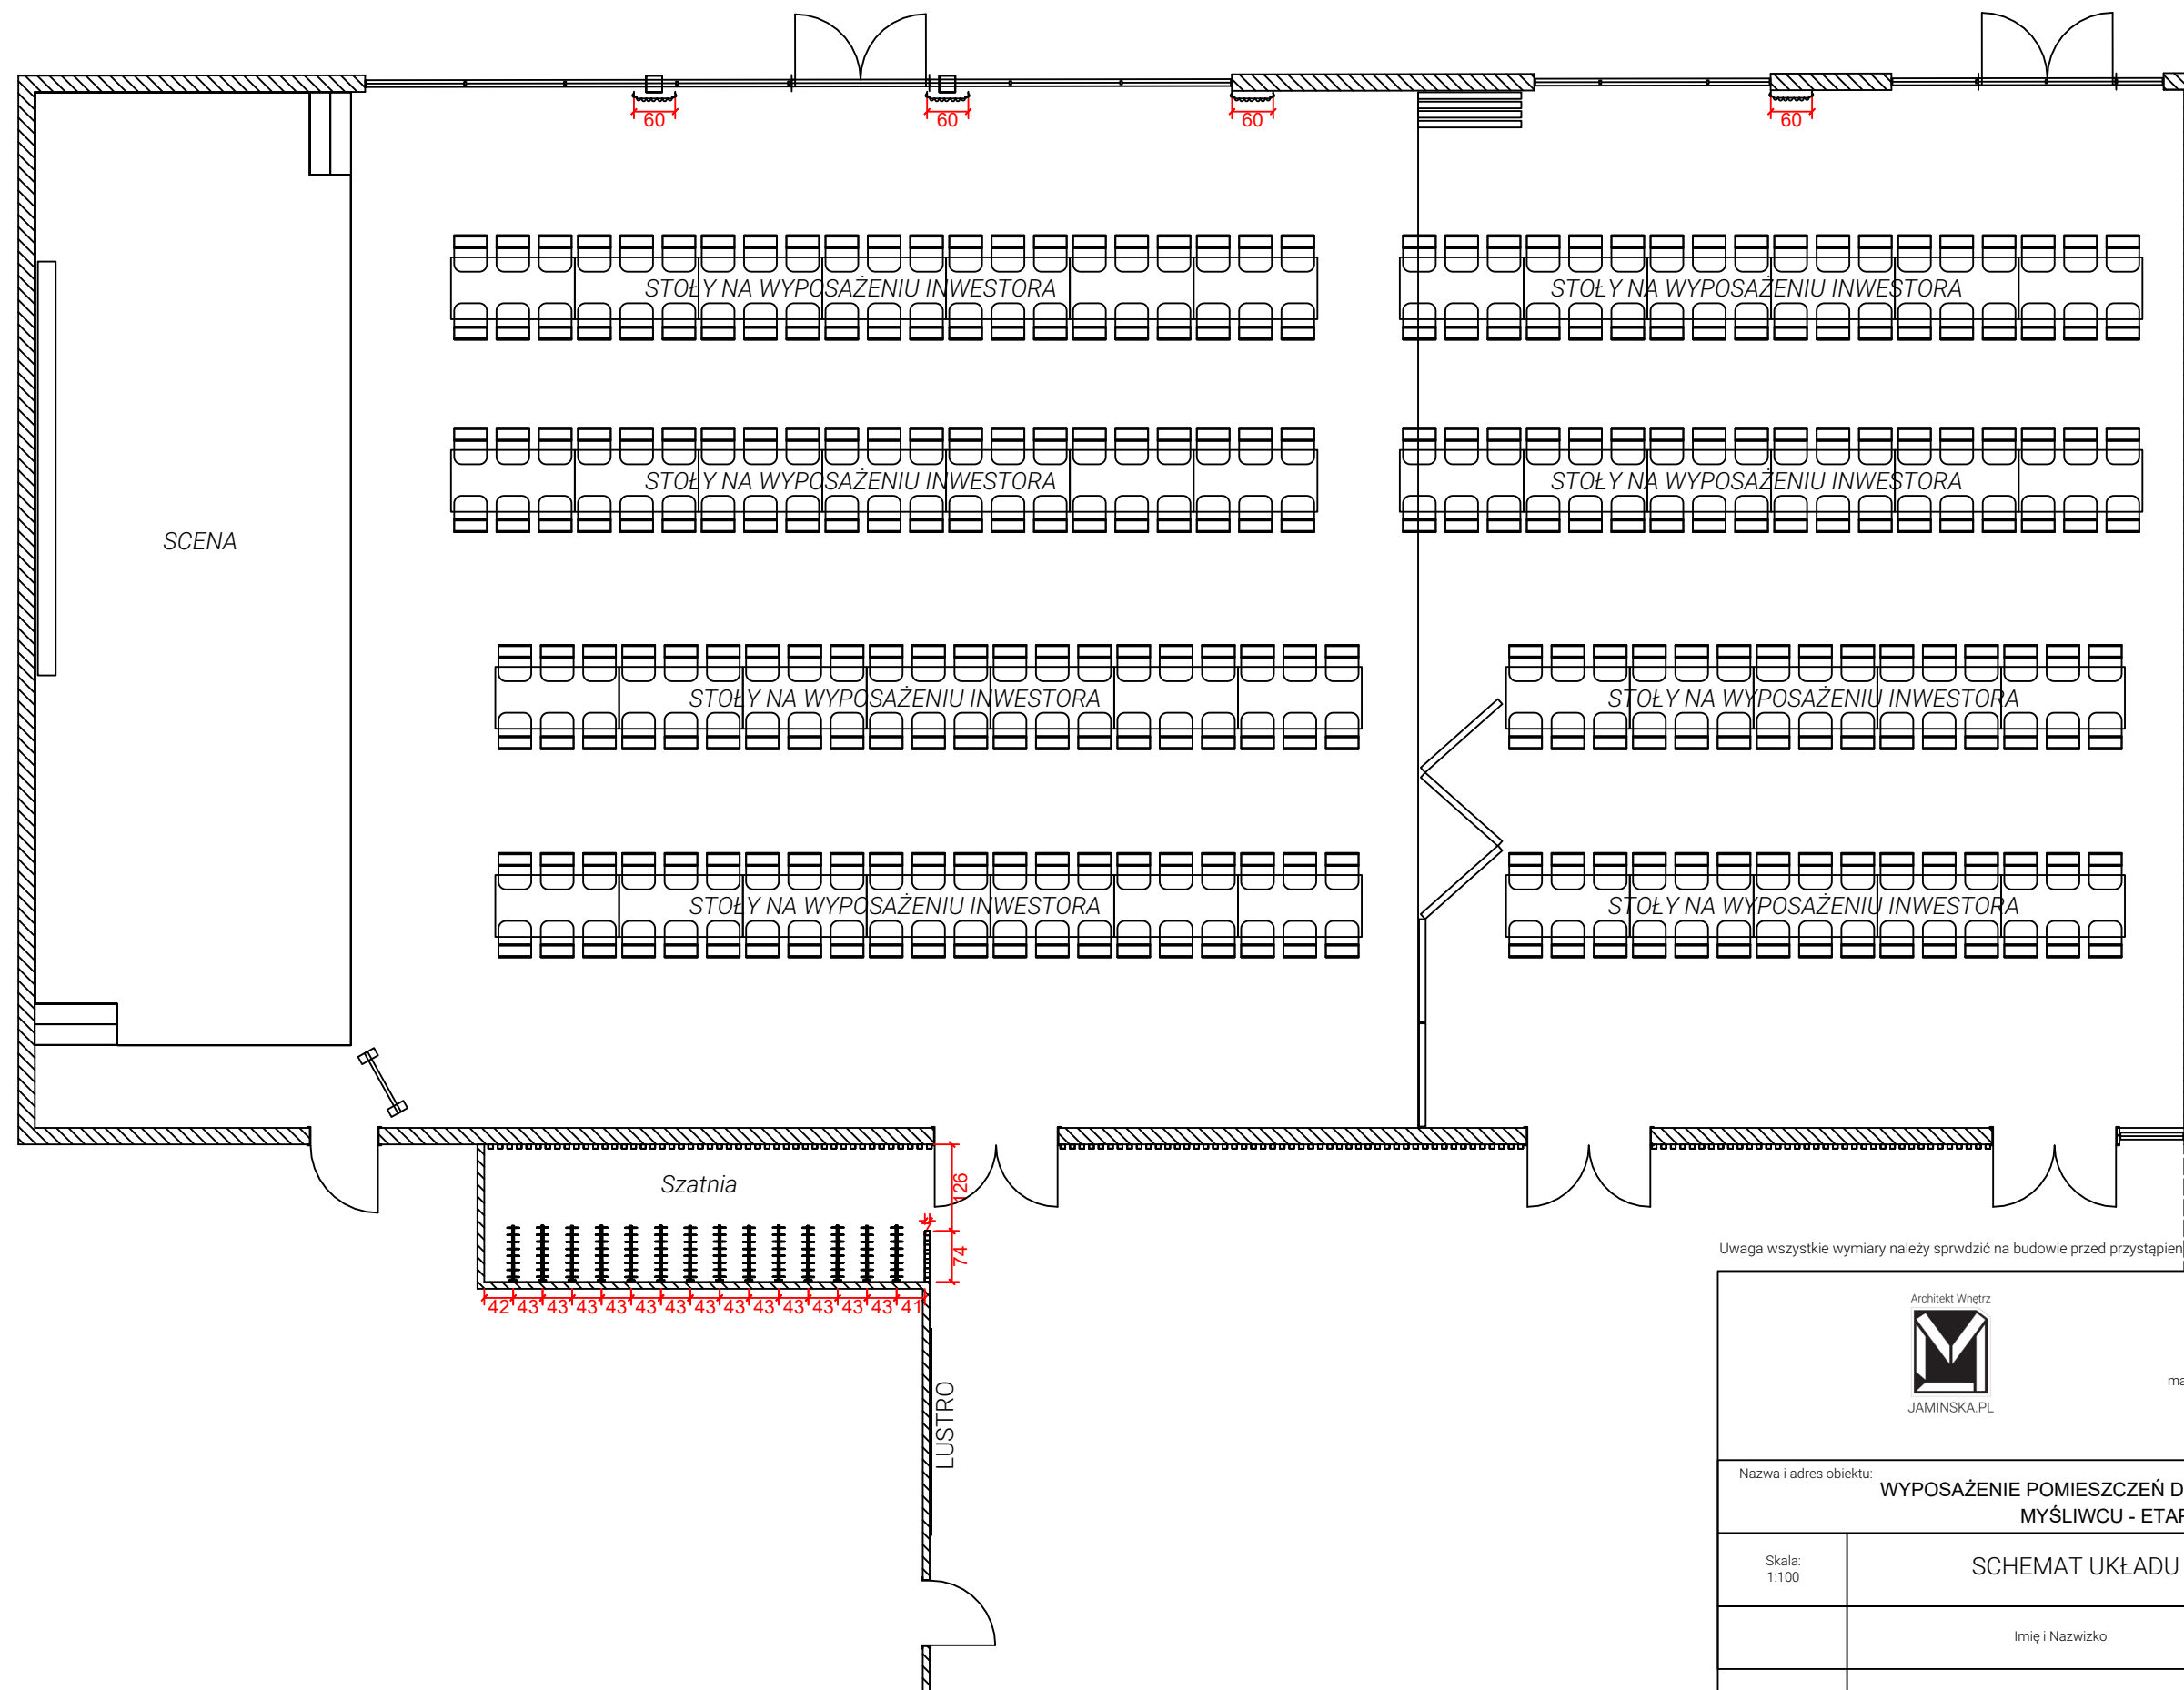 60 60 60 60
STOŁY NA WYPOSAŻENIU INWESTORA STOŁY NA WYPOSAŻENIU INWESTORA
STOŁY NA WYPOSAŻENIU INWESTORA STOŁY NA WYPOSAŻENIU INWESTORA
SCENA
STOŁY NA WYPOSAŻENIU INWESTORA STOŁY NA WYPOSAŻENIU INWESTORA
STOŁY NA WYPOSAŻENIU INWESTORA STOŁY NA WYPOSAŻENIU INWESTORA
Szatnia
126
7
74
42 43 43 43 43 43 43 43 43 43 43 43 43 43 41
LUSTRO
Uwaga wszystkie wymiary należy sprwdzić na budowie przed przystąpien
Architekt Wnętrz
JAMINSKA.PL
ma
Nazwa i adres obiektu:
WYPOSAŻENIE POMIESZCZEŃ D
MYŚLIWCU - ETAP
Skala:
1:100
SCHEMAT UKŁADU
Imię i Nazwizko